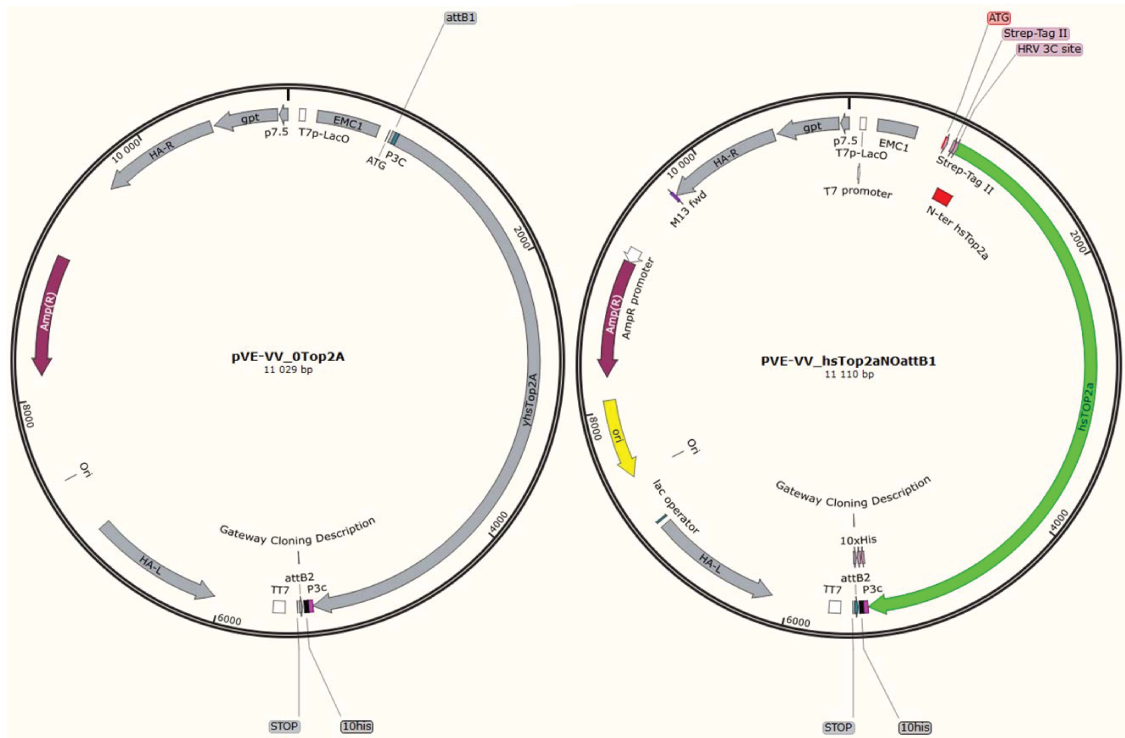 attB1
gpt
p7.5
T7p-LacO
EMC1
ATG
P3C
HA-R
10 000
2000
yhsTop2A
Amp(R)
pVE-VV_0Top2A
11 029 bp
8000
Ori
4000
Gateway Cloning Description
HA-L
attB2
TT7
P3c
6000
STOP
10his
ATG
Strep-Tag II
HRV 3C site
gpt
p7.5
T7p-LacO
EMC1
Strep-Tag II
T7 promoter
N-ter hsTop2a
HA-R
10 000
M13 fwd
2000
hsTOP2a
AmpR promoter
Amp(R)
PVE-VV_hsTop2aNOattB1
11 110 bp
8000
ori
Ori
4000
lac operator
Gateway Cloning Description
10xHis
HA-L
attB2
TT7
P3c
6000
STOP
10his